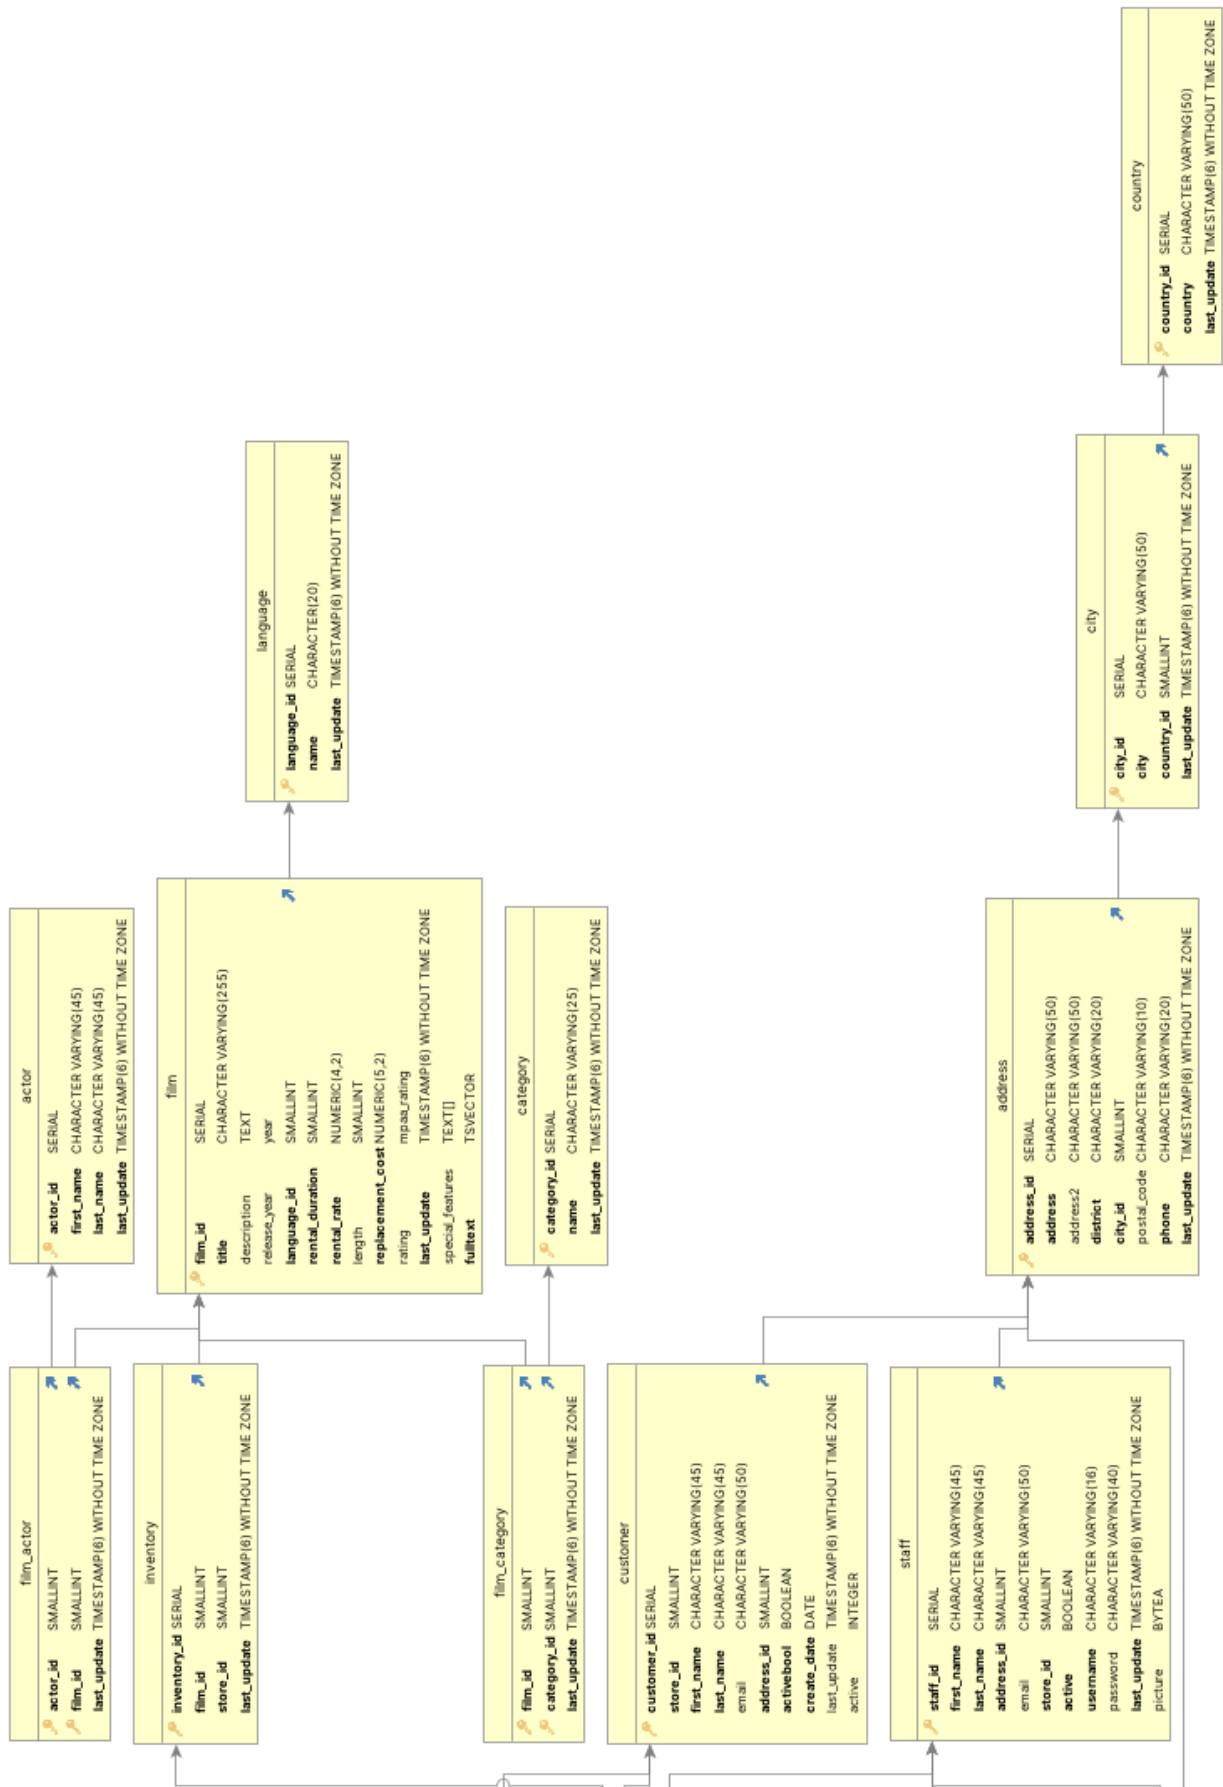 film_actor
actor_id SMALLINT
film_id SMALLINT
last_update TIMESTAMP(6) WITHOUT TIME ZONE
actor
actor_id SERIAL
first_name CHARACTER VARYING(45)
last_name CHARACTER VARYING(45)
last_update TIMESTAMP(6) WITHOUT TIME ZONE
inventory
inventory_id SERIAL
film_id SMALLINT
store_id SMALLINT
last_update TIMESTAMP(6) WITHOUT TIME ZONE
film
film_id SERIAL
title CHARACTER VARYING(255)
description TEXT
release_year year
language_id SMALLINT
rental_duration SMALLINT
rental_rate NUMERIC(4,2)
length SMALLINT
replacement_cost NUMERIC(5,2)
rating mpaa_rating
last_update TIMESTAMP(6) WITHOUT TIME ZONE
special_features TEXT[]
fulltext TSVECTOR
language
language_id SERIAL
name CHARACTER(20)
last_update TIMESTAMP(6) WITHOUT TIME ZONE
film_category
film_id SMALLINT
category_id SMALLINT
last_update TIMESTAMP(6) WITHOUT TIME ZONE
category
category_id SERIAL
name CHARACTER VARYING(25)
last_update TIMESTAMP(6) WITHOUT TIME ZONE
customer
customer_id SERIAL
store_id SMALLINT
first_name CHARACTER VARYING(45)
last_name CHARACTER VARYING(45)
email CHARACTER VARYING(50)
address_id SMALLINT
activebool BOOLEAN
create_date DATE
last_update TIMESTAMP(6) WITHOUT TIME ZONE
active INTEGER
staff
staff_id SERIAL
first_name CHARACTER VARYING(45)
last_name CHARACTER VARYING(45)
address_id SMALLINT
email CHARACTER VARYING(50)
store_id SMALLINT
active BOOLEAN
username CHARACTER VARYING(16)
password CHARACTER VARYING(40)
last_update TIMESTAMP(6) WITHOUT TIME ZONE
picture BYTEA
address
address_id SERIAL
address CHARACTER VARYING(50)
address2 CHARACTER VARYING(50)
district CHARACTER VARYING(20)
city_id SMALLINT
postal_code CHARACTER VARYING(10)
phone CHARACTER VARYING(20)
last_update TIMESTAMP(6) WITHOUT TIME ZONE
city
city_id SERIAL
city CHARACTER VARYING(50)
country_id SMALLINT
last_update TIMESTAMP(6) WITHOUT TIME ZONE
country
country_id SERIAL
country CHARACTER VARYING(50)
last_update TIMESTAMP(6) WITHOUT TIME ZONE